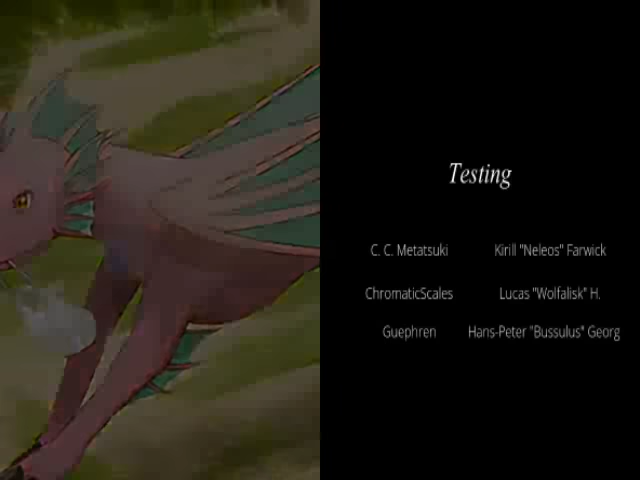 Testing
C. C. Metatsuki Kirill "Neleos" Farwick
ChromaticScales Lucas "Wolfalisk" H.
Guephren Hans-Peter "Bussulus" Georg